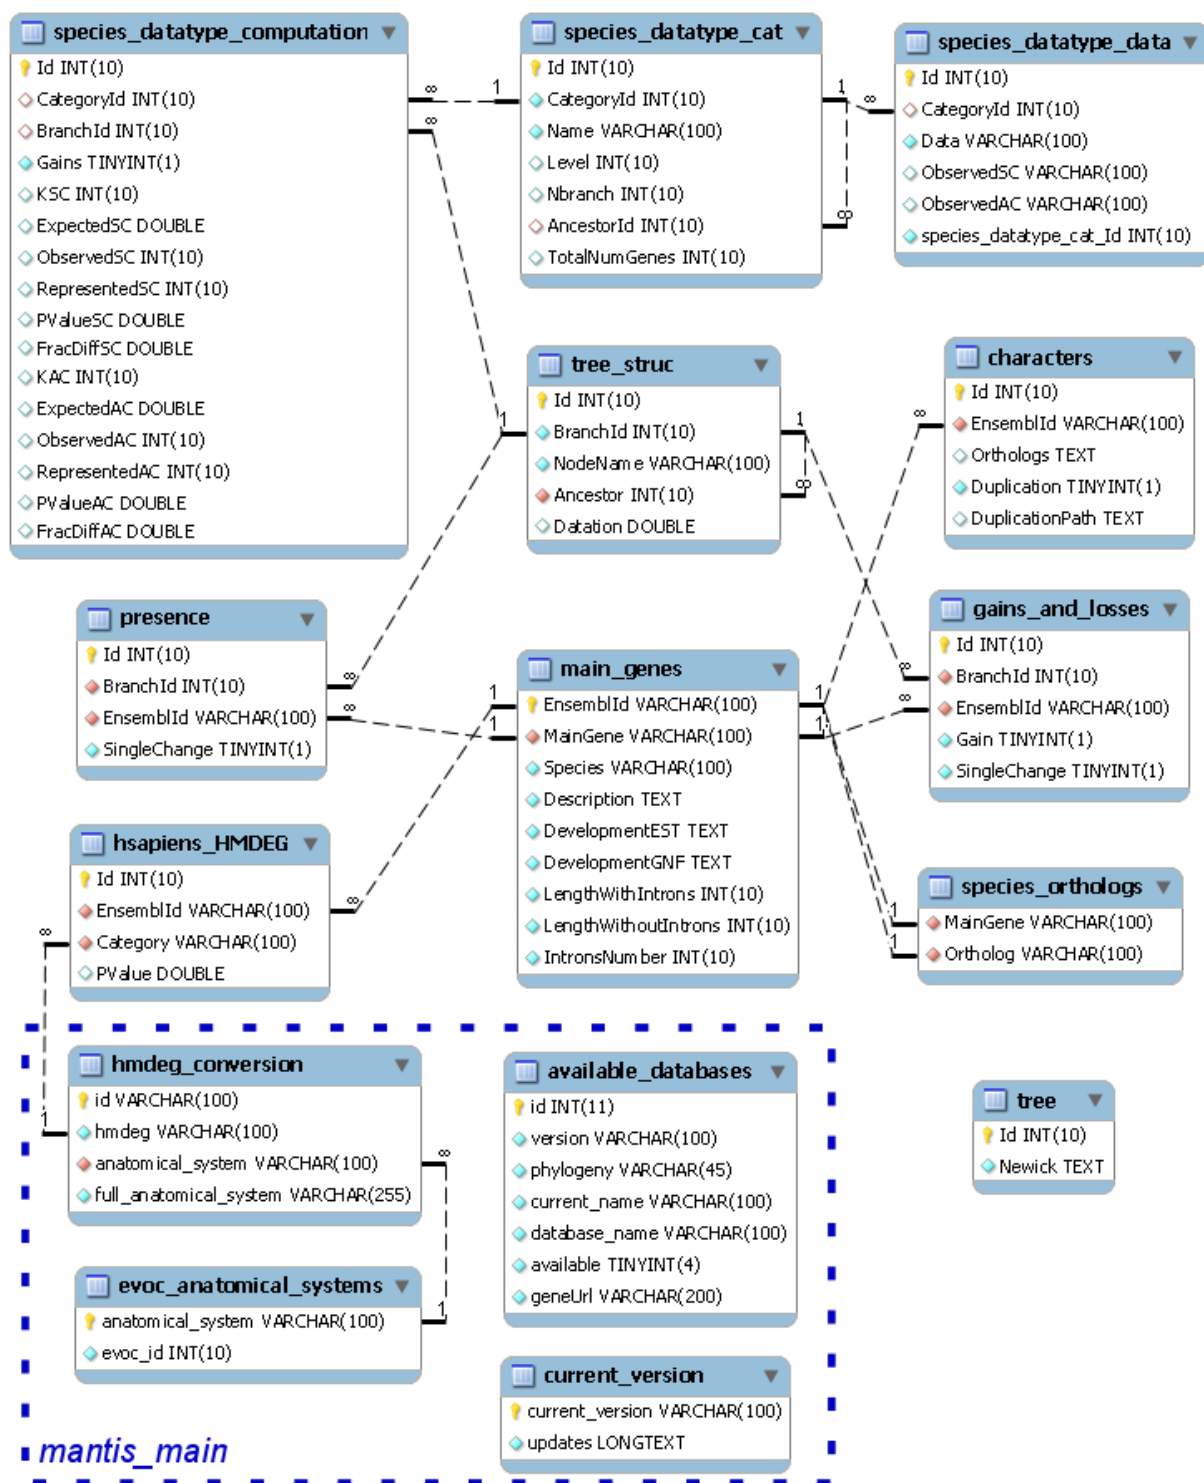 species_datatype_computation
Id INT(10)
CategoryId INT(10)
BranchId INT(10)
Gains TINYINT(1)
KSC INT(10)
ExpectedSC DOUBLE
ObservedSC INT(10)
RepresentedSC INT(10)
PValueSC DOUBLE
FracDiffSC DOUBLE
KAC INT(10)
ExpectedAC DOUBLE
ObservedAC INT(10)
RepresentedAC INT(10)
PValueAC DOUBLE
FracDiffAC DOUBLE
∞
1
∞
species_datatype_cat
Id INT(10)
CategoryId INT(10)
Name VARCHAR(100)
Level INT(10)
Nbranch INT(10)
AncestorId INT(10)
TotalNumGenes INT(10)
1
∞
∞
species_datatype_data
Id INT(10)
CategoryId INT(10)
Data VARCHAR(100)
ObservedSC VARCHAR(100)
ObservedAC VARCHAR(100)
species_datatype_cat_Id INT(10)
tree_struc
Id INT(10)
BranchId INT(10)
NodeName VARCHAR(100)
Ancestor INT(10)
Datation DOUBLE
1
1
∞
characters
Id INT(10)
EnsemblId VARCHAR(100)
Orthologs TEXT
Duplication TINYINT(1)
DuplicationPath TEXT
∞
presence
Id INT(10)
BranchId INT(10)
EnsemblId VARCHAR(100)
SingleChange TINYINT(1)
∞
∞
main_genes
EnsemblId VARCHAR(100)
MainGene VARCHAR(100)
Species VARCHAR(100)
Description TEXT
DevelopmentEST TEXT
DevelopmentGNF TEXT
LengthWithIntrons INT(10)
LengthWithoutIntrons INT(10)
IntronsNumber INT(10)
1
1
1
1
gains_and_losses
Id INT(10)
BranchId INT(10)
EnsemblId VARCHAR(100)
Gain TINYINT(1)
SingleChange TINYINT(1)
∞
∞
hsapiens_HMDEG
Id INT(10)
EnsemblId VARCHAR(100)
Category VARCHAR(100)
PValue DOUBLE
∞
∞
species_orthologs
MainGene VARCHAR(100)
Ortholog VARCHAR(100)
1
1
hmdeg_conversion
id VARCHAR(100)
hmdeg VARCHAR(100)
anatomical_system VARCHAR(100)
full_anatomical_system VARCHAR(255)
1
∞
available_databases
id INT(11)
version VARCHAR(100)
phylogeny VARCHAR(45)
current_name VARCHAR(100)
database_name VARCHAR(100)
available TINYINT(4)
geneUrl VARCHAR(200)
tree
Id INT(10)
Newick TEXT
evoc_anatomical_systems
anatomical_system VARCHAR(100)
evoc_id INT(10)
1
current_version
current_version VARCHAR(100)
updates LONGTEXT
mantis_main